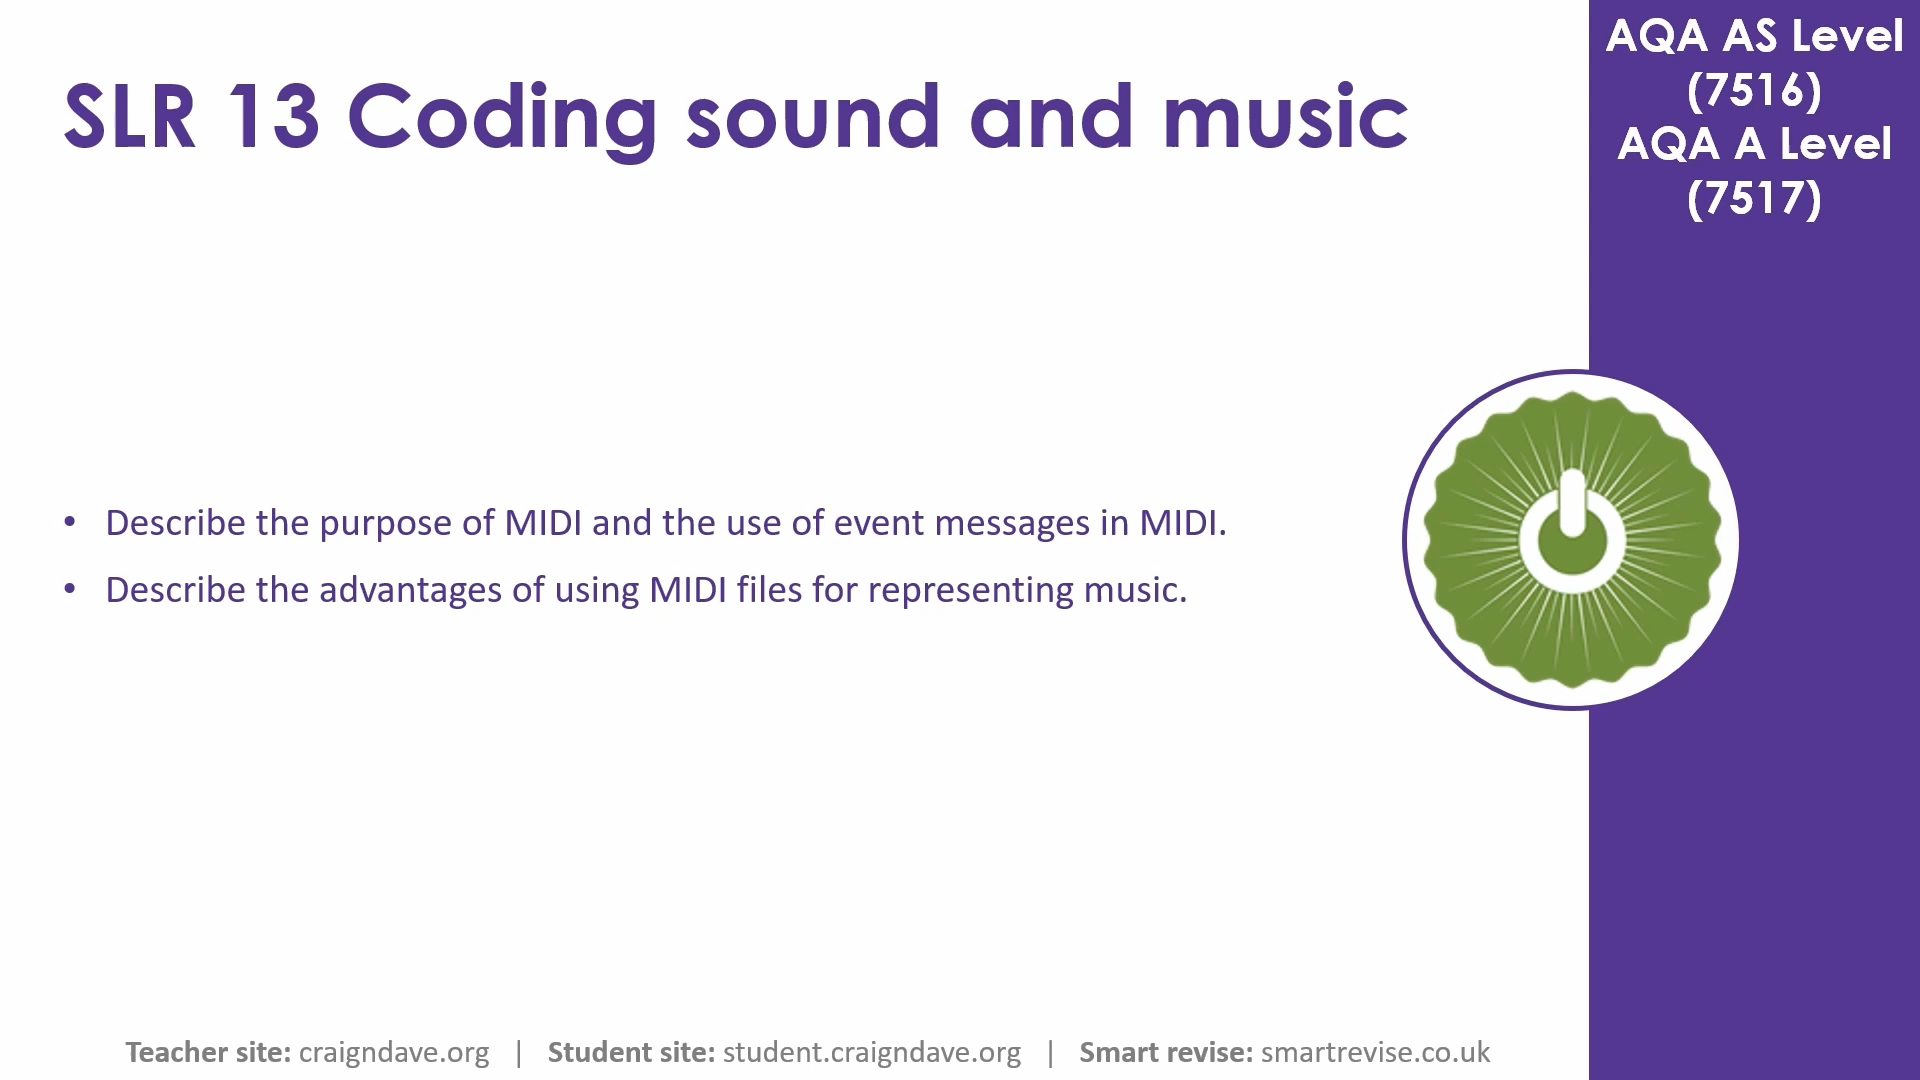 SLR 13 Coding sound and music
AQA AS Level
(7516)
AQA A Level
(7517)
• Describe the purpose of MIDI and the use of event messages in MIDI.
• Describe the advantages of using MIDI files for representing music.
Teacher site: craigndave.org | Student site: student.craigndave.org | Smart revise: smartrevise.co.uk